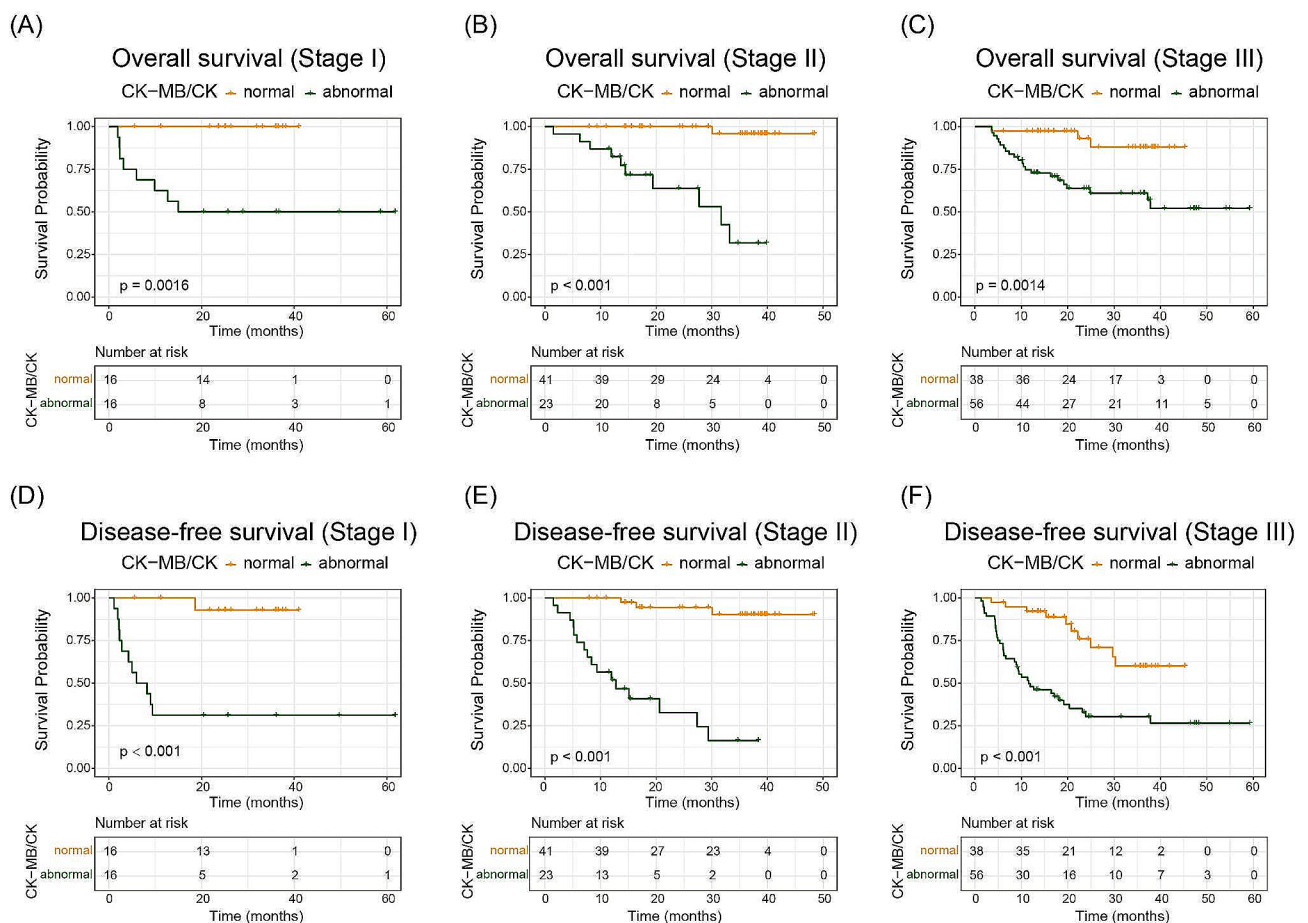 (A)
Overall survival (Stage I)
CK−MB/CK normal abnormal
Survival Probability
1.00
0.75
0.50
0.25
0.00
p = 0.0016
0 20 40 60
Time (months)
Number at risk
CK−MB/CK
normal 16 14 1 0
abnormal 16 8 3 1
0 20 40 60
Time (months)
(B)
Overall survival (Stage II)
CK−MB/CK normal abnormal
Survival Probability
1.00
0.75
0.50
0.25
0.00
p < 0.001
0 10 20 30 40 50
Time (months)
Number at risk
CK−MB/CK
normal 41 39 29 24 4 0
abnormal 23 20 8 5 0 0
0 10 20 30 40 50
Time (months)
(C)
Overall survival (Stage III)
CK−MB/CK normal abnormal
Survival Probability
1.00
0.75
0.50
0.25
0.00
p = 0.0014
0 10 20 30 40 50 60
Time (months)
Number at risk
CK−MB/CK
normal 38 36 24 17 3 0 0
abnormal 56 44 27 21 11 5 0
0 10 20 30 40 50 60
Time (months)
(D)
Disease-free survival (Stage I)
CK−MB/CK normal abnormal
Survival Probability
1.00
0.75
0.50
0.25
0.00
p < 0.001
0 20 40 60
Time (months)
Number at risk
CK−MB/CK
normal 16 13 1 0
abnormal 16 5 2 1
0 20 40 60
Time (months)
(E)
Disease-free survival (Stage II)
CK−MB/CK normal abnormal
Survival Probability
1.00
0.75
0.50
0.25
0.00
p < 0.001
0 10 20 30 40 50
Time (months)
Number at risk
CK−MB/CK
normal 41 39 27 23 4 0
abnormal 23 13 5 2 0 0
0 10 20 30 40 50
Time (months)
(F)
Disease-free survival (Stage III)
CK−MB/CK normal abnormal
Survival Probability
1.00
0.75
0.50
0.25
0.00
p < 0.001
0 10 20 30 40 50 60
Time (months)
Number at risk
CK−MB/CK
normal 38 35 21 12 2 0 0
abnormal 56 30 16 10 7 3 0
0 10 20 30 40 50 60
Time (months)